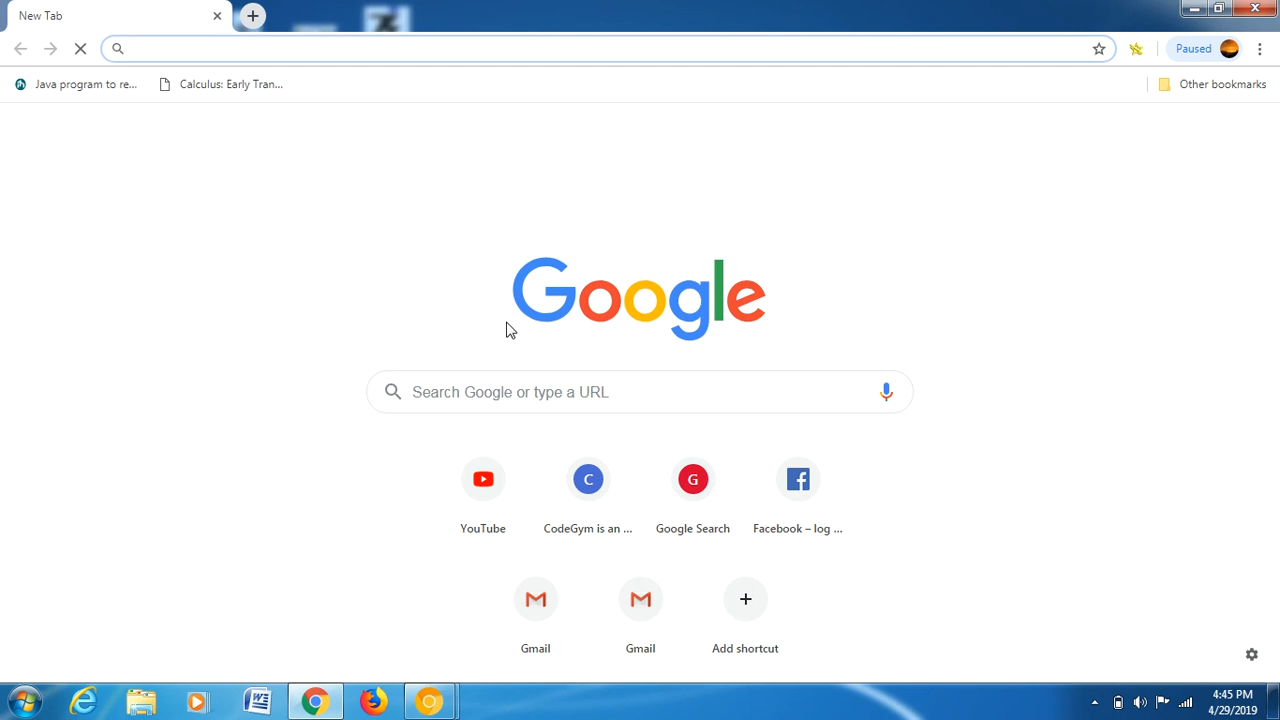 New Tab
Paused
Java program to re...
Calculus: Early Tran...
Other bookmarks
Google
Search Google or type a URL
C
G
YouTube
CodeGym is an ...
Google Search
Facebook – log ...
Gmail
Gmail
Add shortcut
4:45 PM
4/29/2019